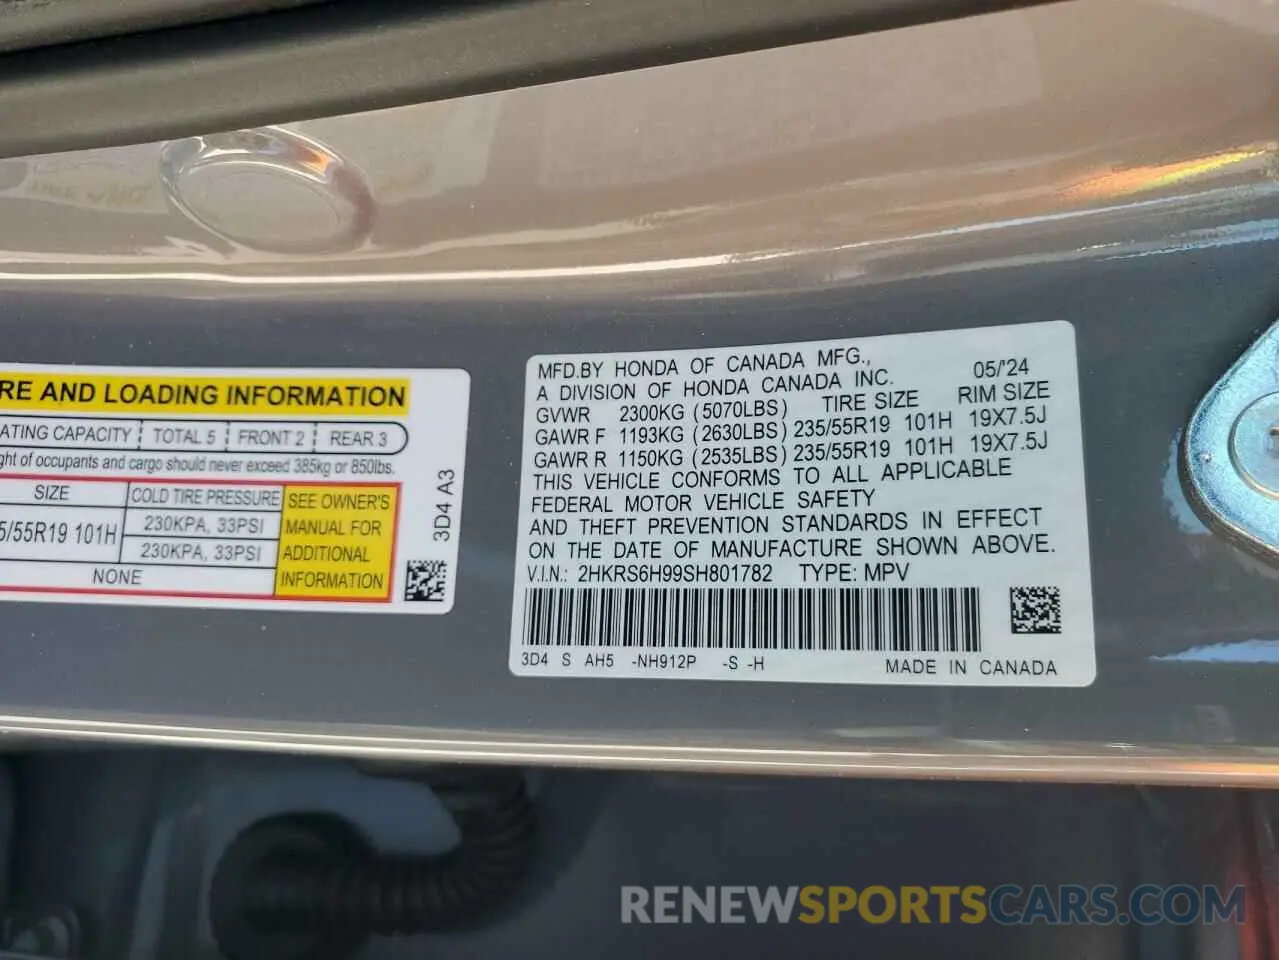 RE AND LOADING INFORMATION
ATING CAPACITY TOTAL 5 FRONT 2 REAR 3
ght of occupants and cargo should never exceed 385kg or 850lbs.
SIZE COLD TIRE PRESSURE SEE OWNER'S
MANUAL FOR
ADDITIONAL
INFORMATION
5/55R19 101H 230KPA, 33PSI
230KPA, 33PSI
NONE
3D4 A3
MFD.BY HONDA OF CANADA MFG., 05/'24
A DIVISION OF HONDA CANADA INC.
GVWR 2300KG (5070LBS) TIRE SIZE RIM SIZE
GAWR F 1193KG (2630LBS) 235/55R19 101H 19X7.5J
GAWR R 1150KG (2535LBS) 235/55R19 101H 19X7.5J
THIS VEHICLE CONFORMS TO ALL APPLICABLE
FEDERAL MOTOR VEHICLE SAFETY
AND THEFT PREVENTION STANDARDS IN EFFECT
ON THE DATE OF MANUFACTURE SHOWN ABOVE.
V.I.N.: 2HKRS6H99SH801782 TYPE: MPV
3D4 S AH5 -NH912P -S -H MADE IN CANADA
RENEWSPORTSCARS.COM